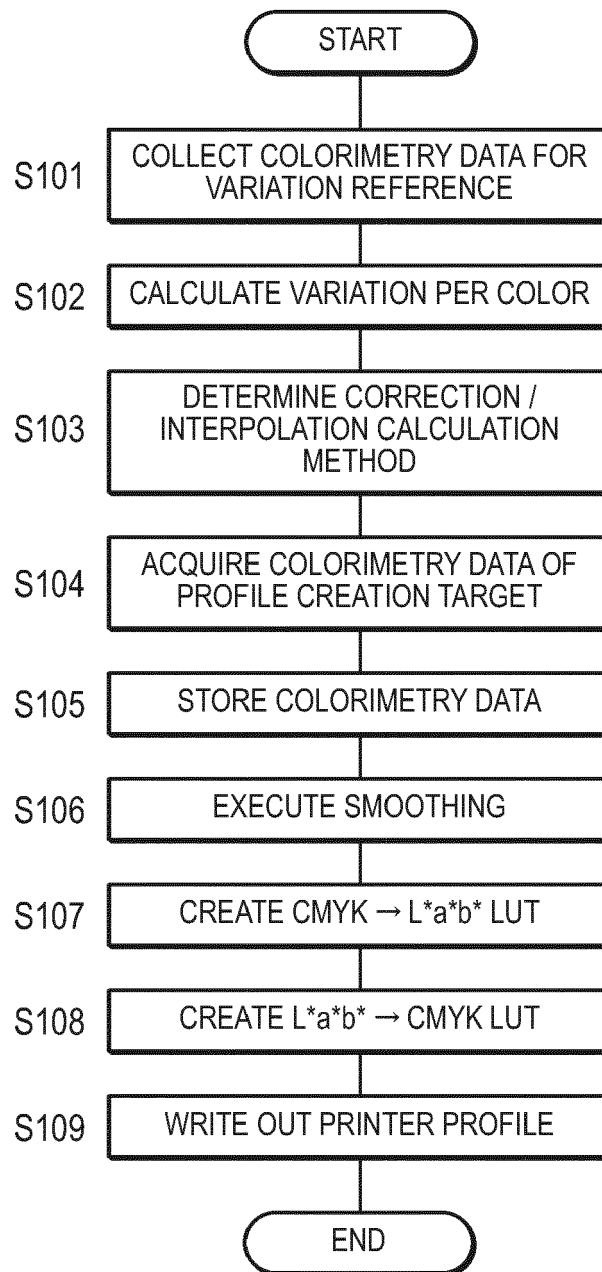 START
S101
COLLECT COLORIMETRY DATA FOR
VARIATION REFERENCE
S102
CALCULATE VARIATION PER COLOR
S103
DETERMINE CORRECTION /
INTERPOLATION CALCULATION
METHOD
S104
ACQUIRE COLORIMETRY DATA OF
PROFILE CREATION TARGET
S105
STORE COLORIMETRY DATA
S106
EXECUTE SMOOTHING
S107
CREATE CMYK → L*a*b* LUT
S108
CREATE L*a*b* → CMYK LUT
S109
WRITE OUT PRINTER PROFILE
END